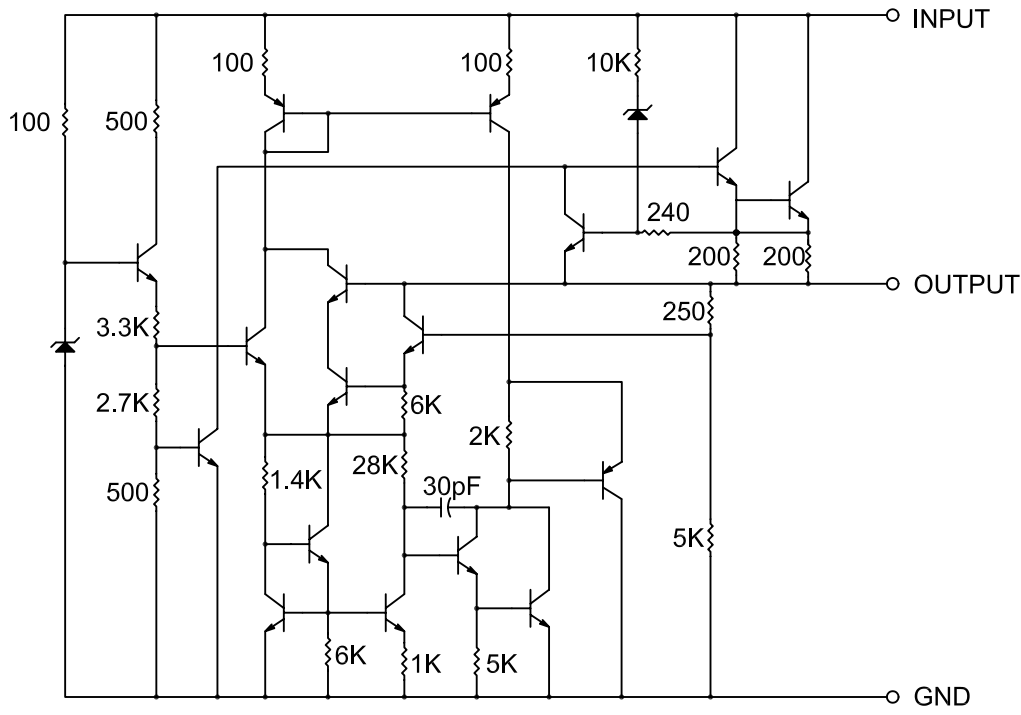 INPUT
100
100
10K
100
500
240
200
200
OUTPUT
250
3.3K
2.7K
6K
2K
1.4K
28K
30pF
500
5K
6K
1K
5K
GND